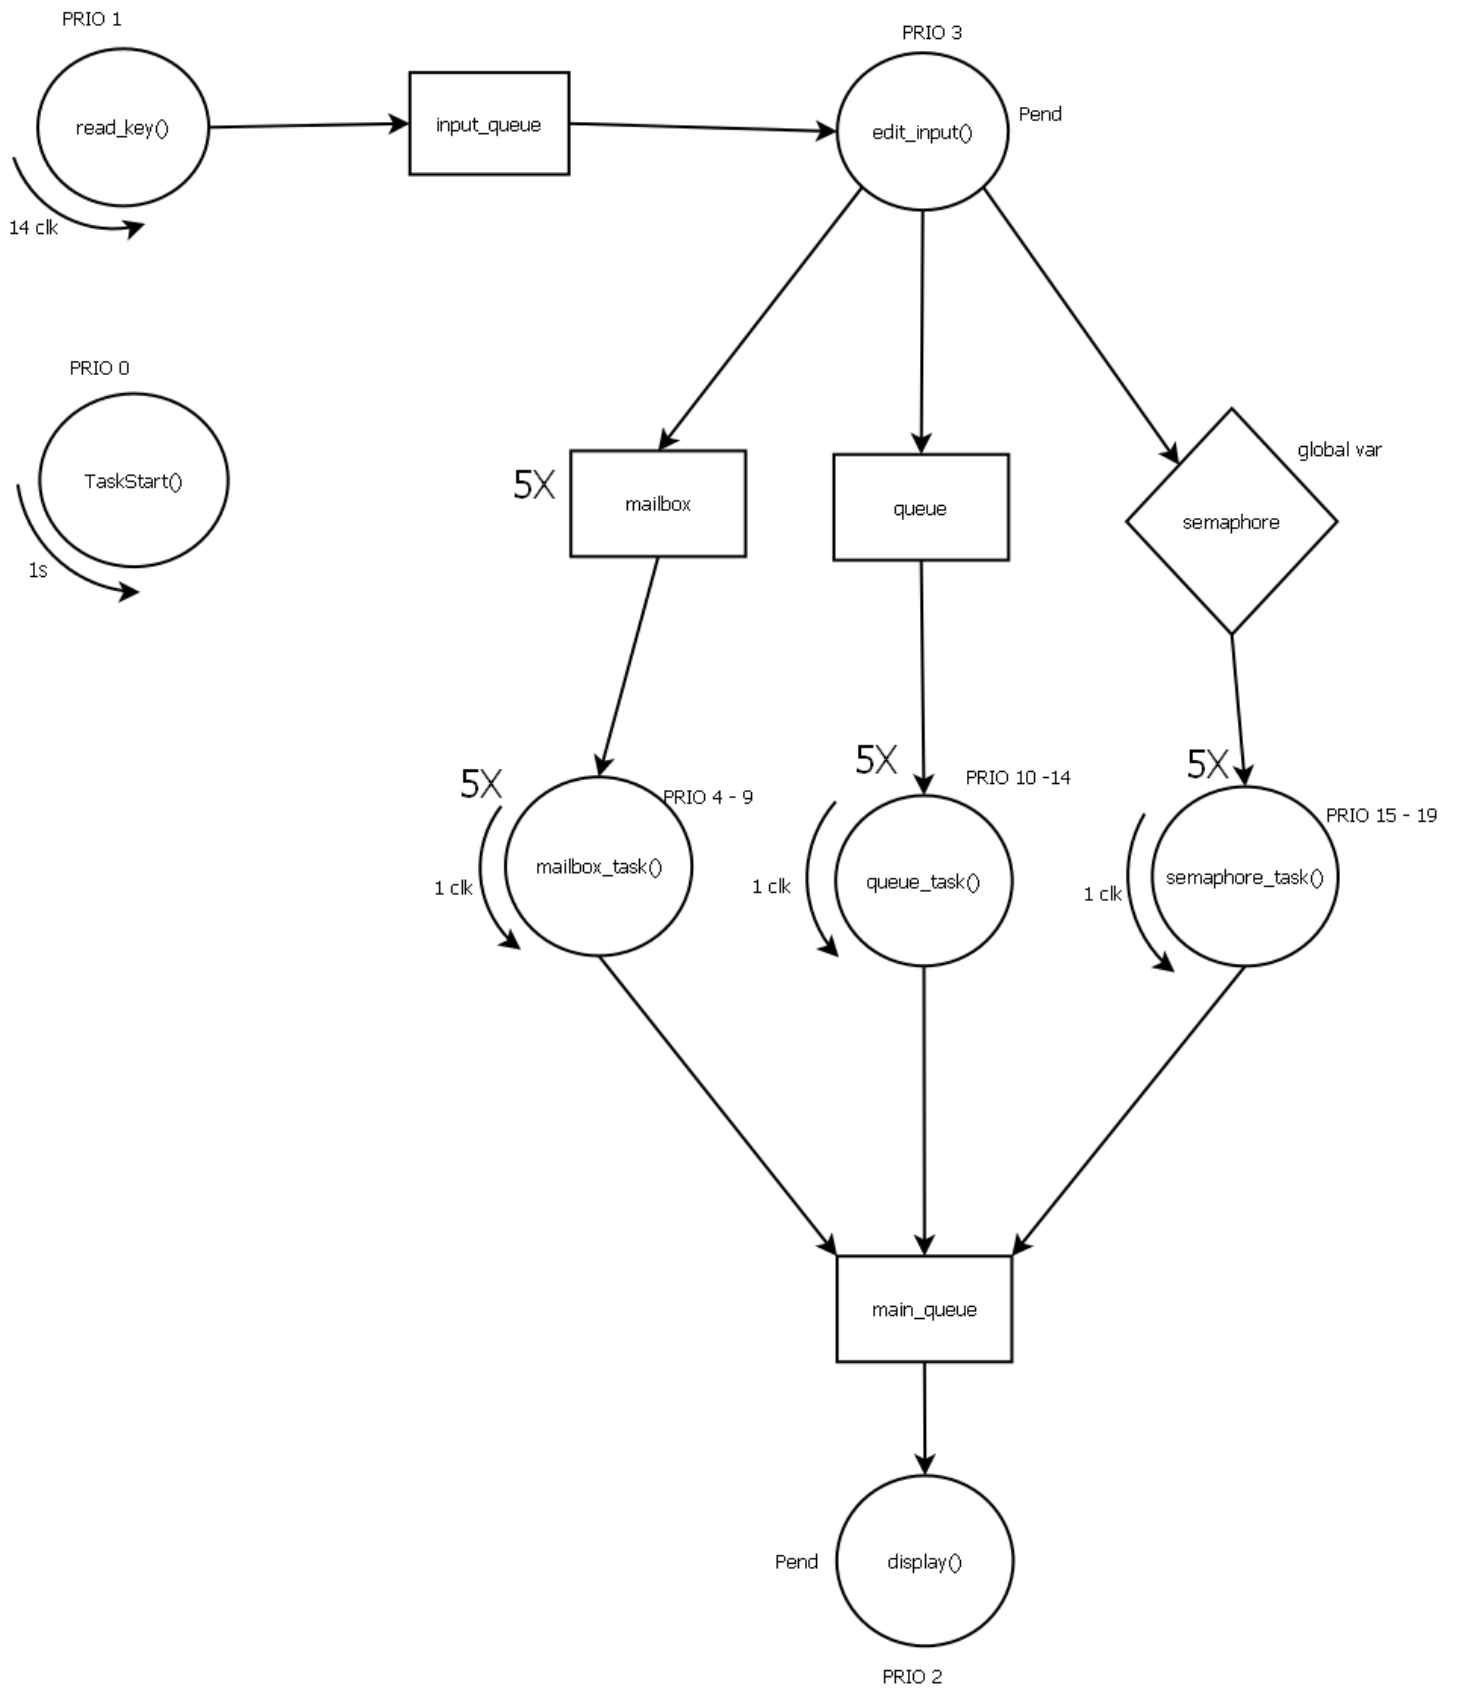 PRIO 1
PRIO 3
read_key()
input_queue
edit_input()
Pend
14 clk
PRIO 0
TaskStart()
1s
5X
mailbox
queue
global var
semaphore
5X
PRIO 4 - 9
mailbox_task()
1 clk
5X
PRIO 10 -14
queue_task()
1 clk
5X
PRIO 15 - 19
semaphore_task()
1 clk
main_queue
Pend
display()
PRIO 2